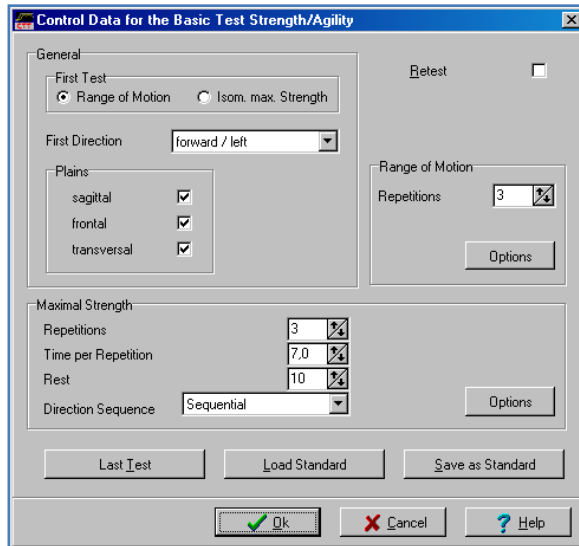 Control Data for the Basic Test Strength/Agility
General
First Test
Range of Motion Isom. max. Strength
Retest
First Direction forward / left
Plains
sagittal
frontal
transversal
Range of Motion
Repetitions 3
Options
Maximal Strength
Repetitions 3
Time per Repetition 7,0
Rest 10
Direction Sequence Sequential
Options
Last Test Load Standard Save as Standard
Ok Cancel Help